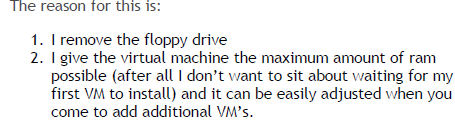 The reason for this is:
1. I remove the floppy drive
2. I give the virtual machine the maximum amount of ram
possible (after all I don't want to sit about waiting for my
first VM to install) and it can be easily adjusted when you
come to add additional VM's.